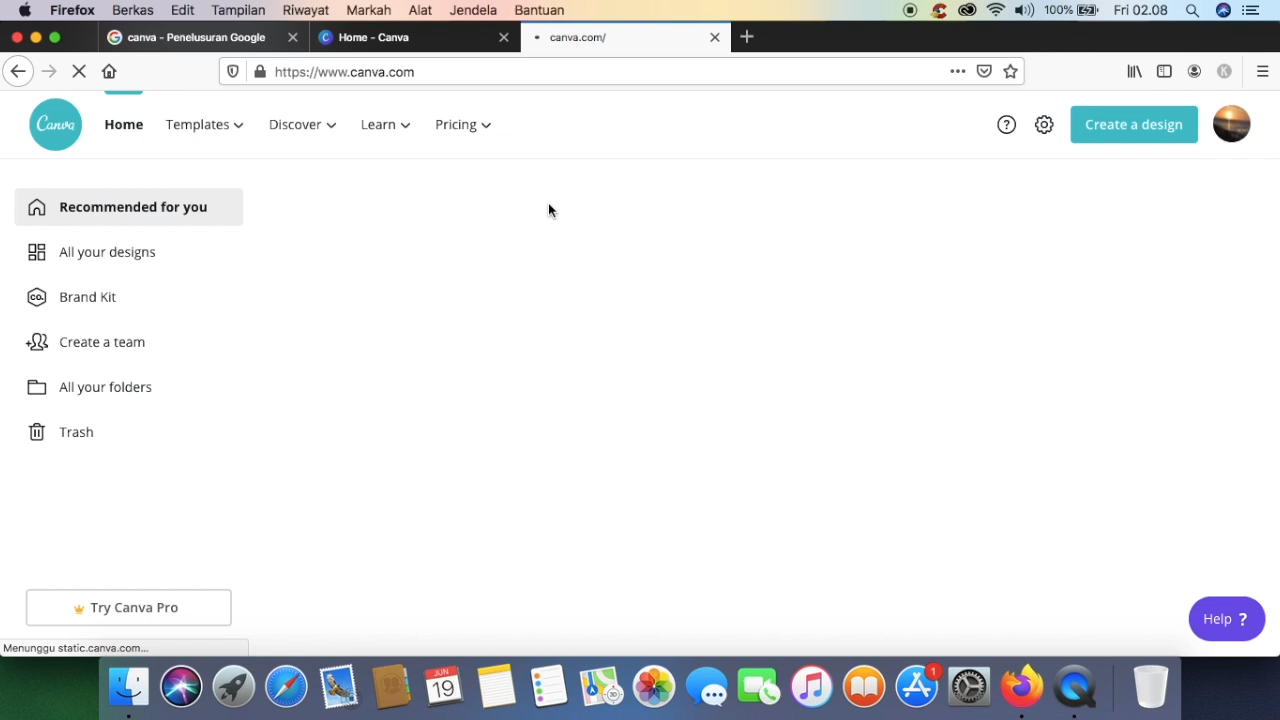 Firefox Berkas Edit Tampilan Riwayat Markah Alat Jendela Bantuan 100% Fri 02.08
canva - Penelusuran Google Home - Canva canva.com/
https://www.canva.com
Canva Home Templates Discover Learn Pricing Create a design
Recommended for you
All your designs
CO. Brand Kit
Create a team
All your folders
Trash
Try Canva Pro
Help ?
Menunggu static.canva.com...
JUN
19
1